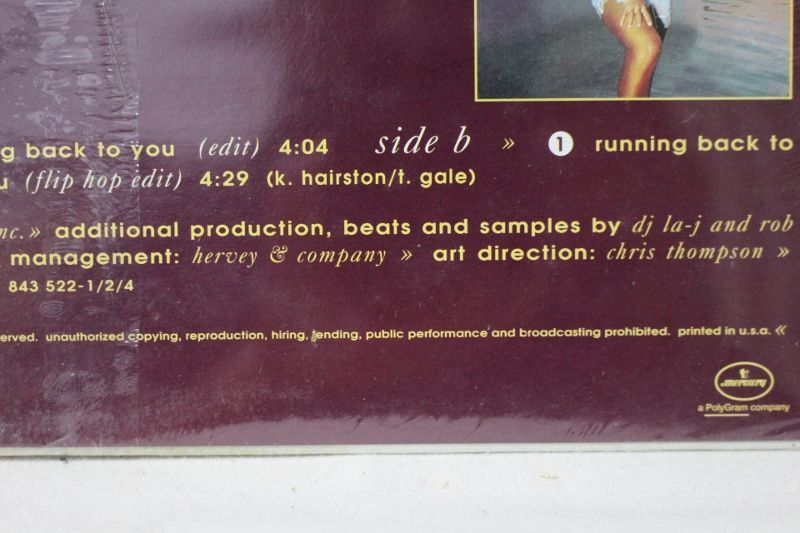 g back to you (edit) 4:04 side b » 1 running back to
u (flip hop edit) 4:29 (k. hairston/t. gale)
nc. » additional production, beats and samples by dj la-j and rob
management: hervey & company » art direction: chris thompson »
843 522-1/2/4
erved. unauthorized copying, reproduction, hiring, lending, public performance and broadcasting prohibited. printed in u.s.a. «
mercury
a PolyGram company